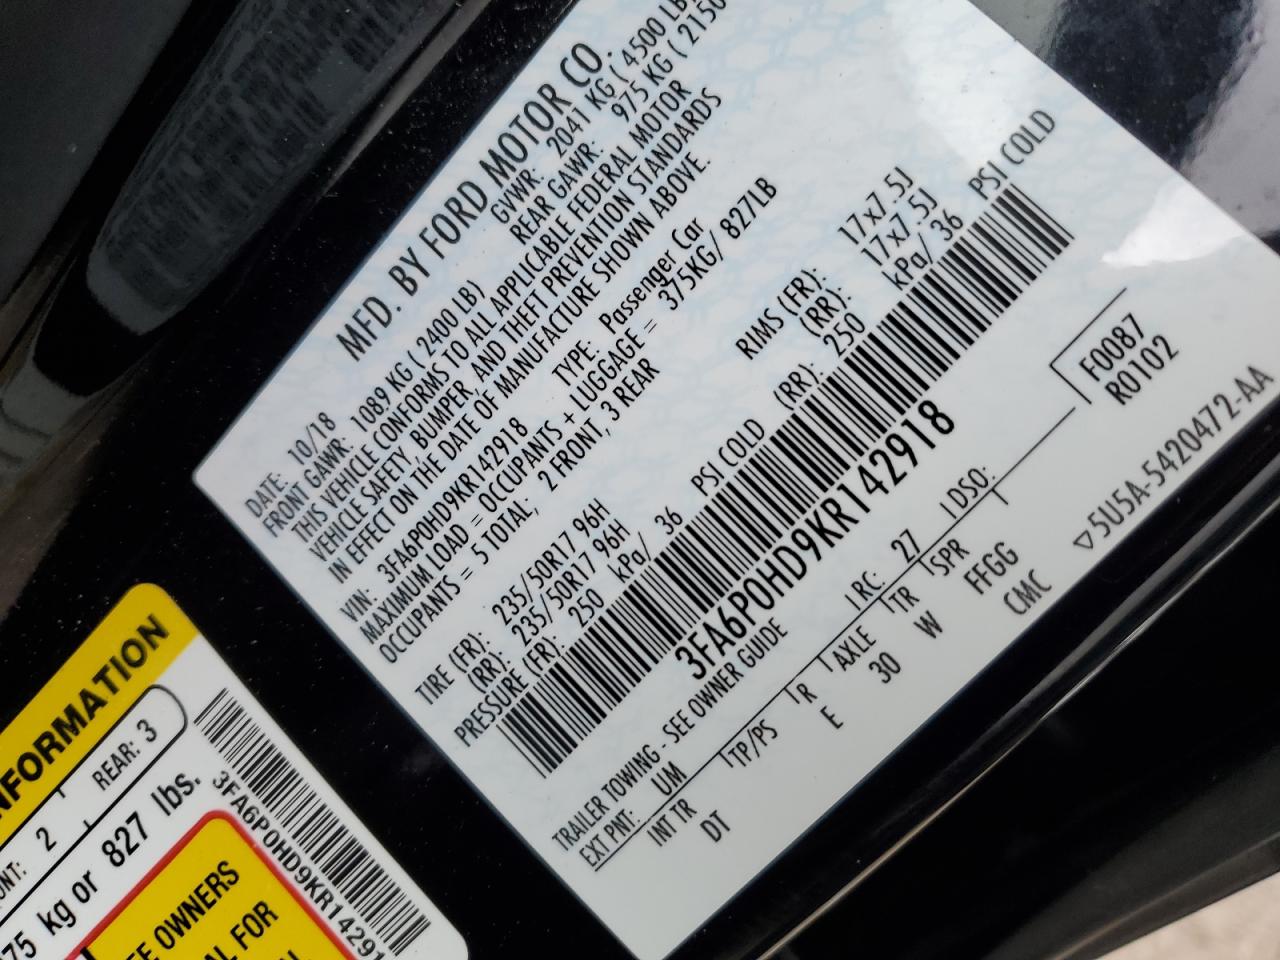 MFD. BY FORD MOTOR CO.
DATE: 10/18 GVWR: 2041 KG ( 4500 LB
FRONT GAWR: 1089 KG ( 2400 LB) REAR GAWR: 975 KG ( 2150
THIS VEHICLE CONFORMS TO ALL APPLICABLE FEDERAL MOTOR
VEHICLE SAFETY, BUMPER, AND THEFT PREVENTION STANDARDS
IN EFFECT ON THE DATE OF MANUFACTURE SHOWN ABOVE.
VIN: 3FA6P0HD9KR142918 TYPE: Passenger Car
MAXIMUM LOAD = OCCUPANTS + LUGGAGE = 375KG/ 827LB
OCCUPANTS = 5 TOTAL, 2 FRONT, 3 REAR
TIRE (FR): 235/50R17 96H RIMS (FR): 17x7.5J
(RR): 235/50R17 96H (RR): 17x7.5J
PRESSURE (FR): 250 kPa/ 36 PSI COLD (RR): 250 kPa/ 36 PSI COLD
3FA6P0HD9KR142918
TRAILER TOWING - SEE OWNER GUIDE
EXT PNT: UM RC: 27 DSO:
INT TR TP/PS R AXLE TR SPR
DT E 30 W FFGG
CMC
F0087
R0102
5U5A-5420472-AA
NFORMATION
ONT: 2 REAR: 3
75 kg or 827 lbs.
3FA6P0HD9KR14291
EE OWNERS
AL FOR